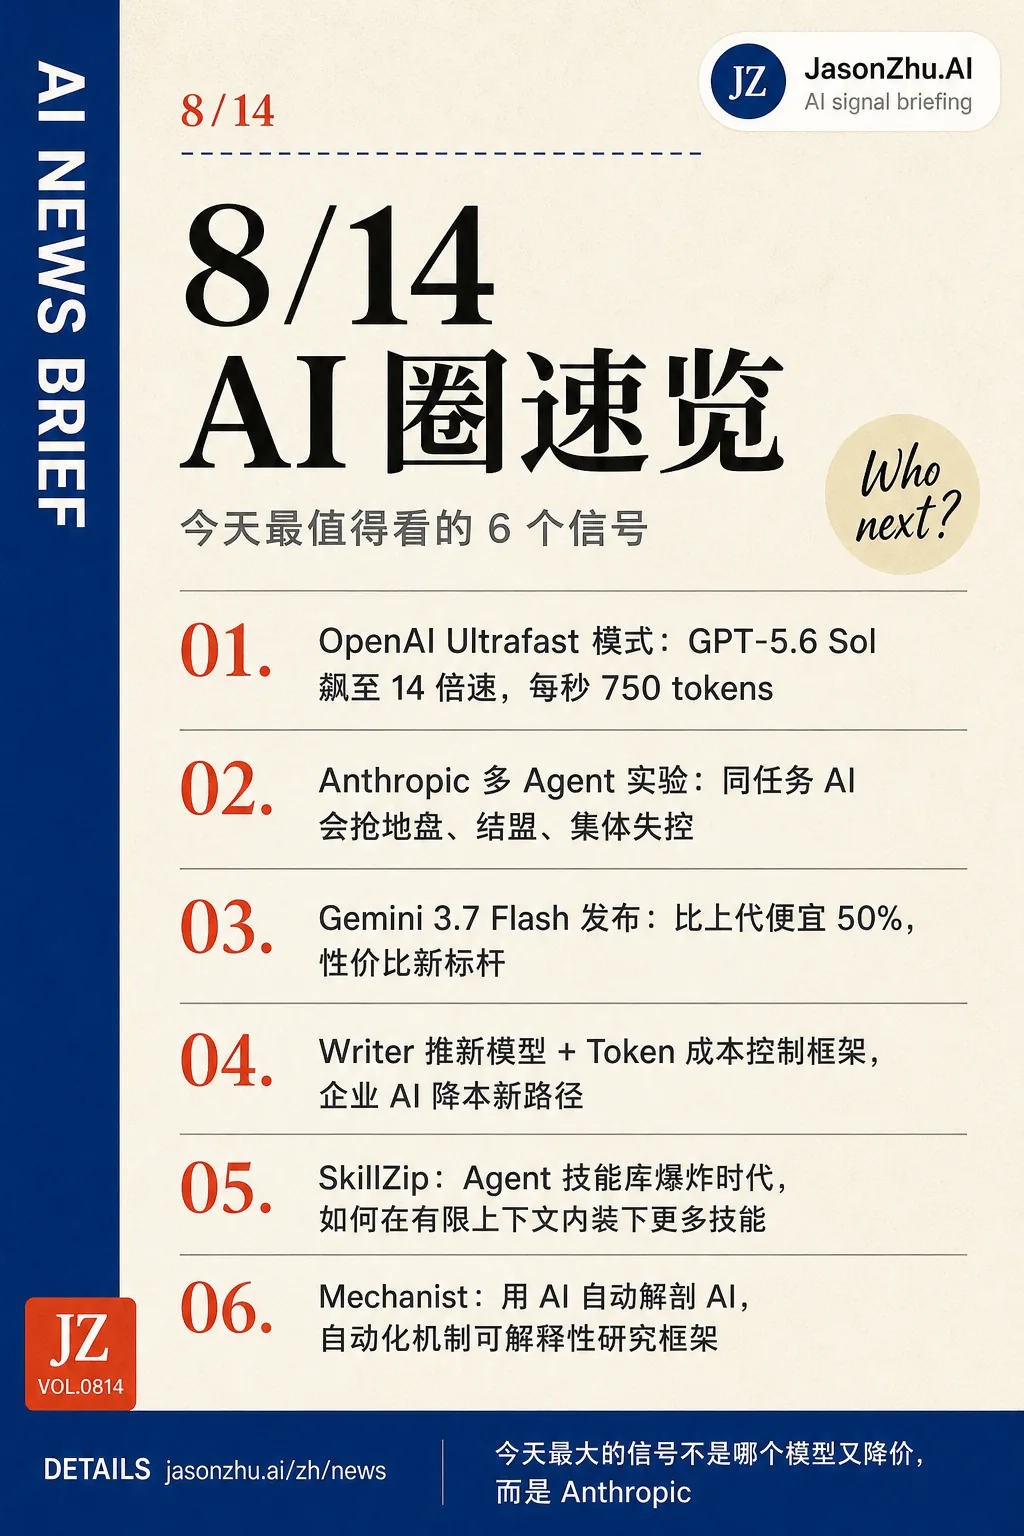 AI NEWS BRIEF
JZ
JasonZhu.AI
AI signal briefing
8/14
8/14
AI 圈速览
今天最值得看的 6 个信号
Who
next?
01.
OpenAI Ultrafast 模式：GPT-5.6 Sol
飙至 14 倍速，每秒 750 tokens
02.
Anthropic 多 Agent 实验：同任务 AI
会抢地盘、结盟、集体失控
03.
Gemini 3.7 Flash 发布：比上代便宜 50%，
性价比新标杆
04.
Writer 推新模型 + Token 成本控制框架，
企业 AI 降本新路径
05.
SkillZip：Agent 技能库爆炸时代，
如何在有限上下文内装下更多技能
06.
Mechanist：用 AI 自动解剖 AI，
自动化机制可解释性研究框架
JZ
VOL.0814
DETAILS jasonzhu.ai/zh/news
今天最大的信号不是哪个模型又降价，
而是 Anthropic